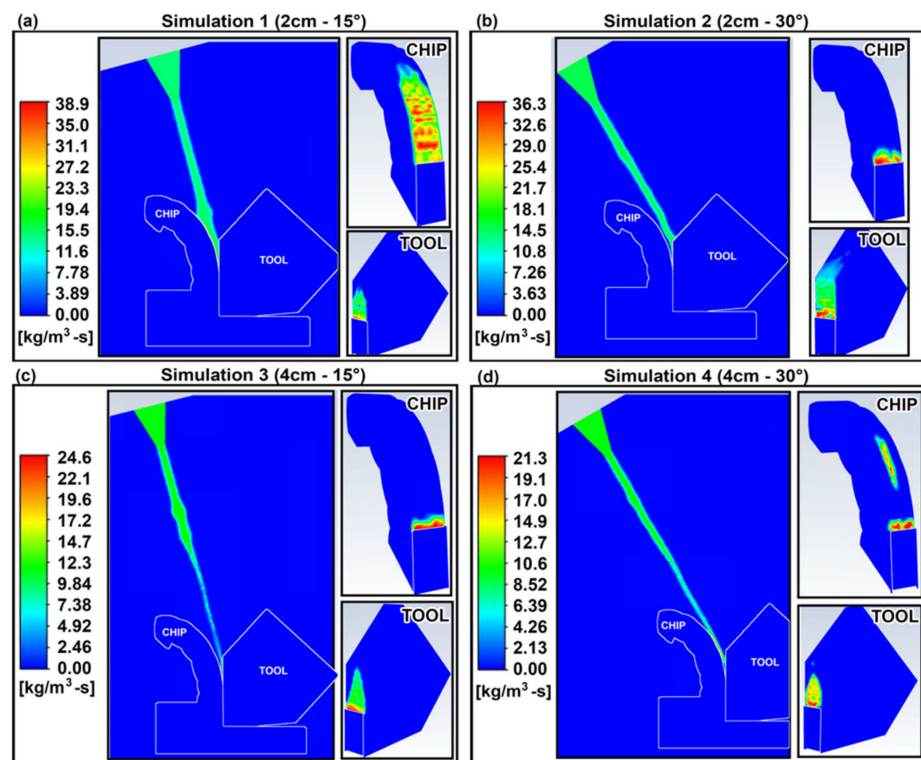 (a) Simulation 1 (2cm - 15°)
CHIP
38.9
35.0
31.1
27.2
23.3
19.4
15.5
11.6
7.78
3.89
0.00
[kg/m³-s]
CHIP
TOOL
TOOL
(b) Simulation 2 (2cm - 30°)
CHIP
36.3
32.7
29.0
25.4
21.7
18.1
14.5
10.8
7.26
3.63
0.00
[kg/m³-s]
CHIP
TOOL
TOOL
(c) Simulation 3 (4cm - 15°)
CHIP
24.6
22.1
19.7
17.2
14.7
12.3
9.84
7.38
4.92
2.46
0.00
[kg/m³-s]
CHIP
TOOL
TOOL
(d) Simulation 4 (4cm - 30°)
CHIP
21.3
19.1
17.0
14.9
12.7
10.6
8.52
6.39
4.26
2.13
0.00
[kg/m³-s]
CHIP
TOOL
TOOL